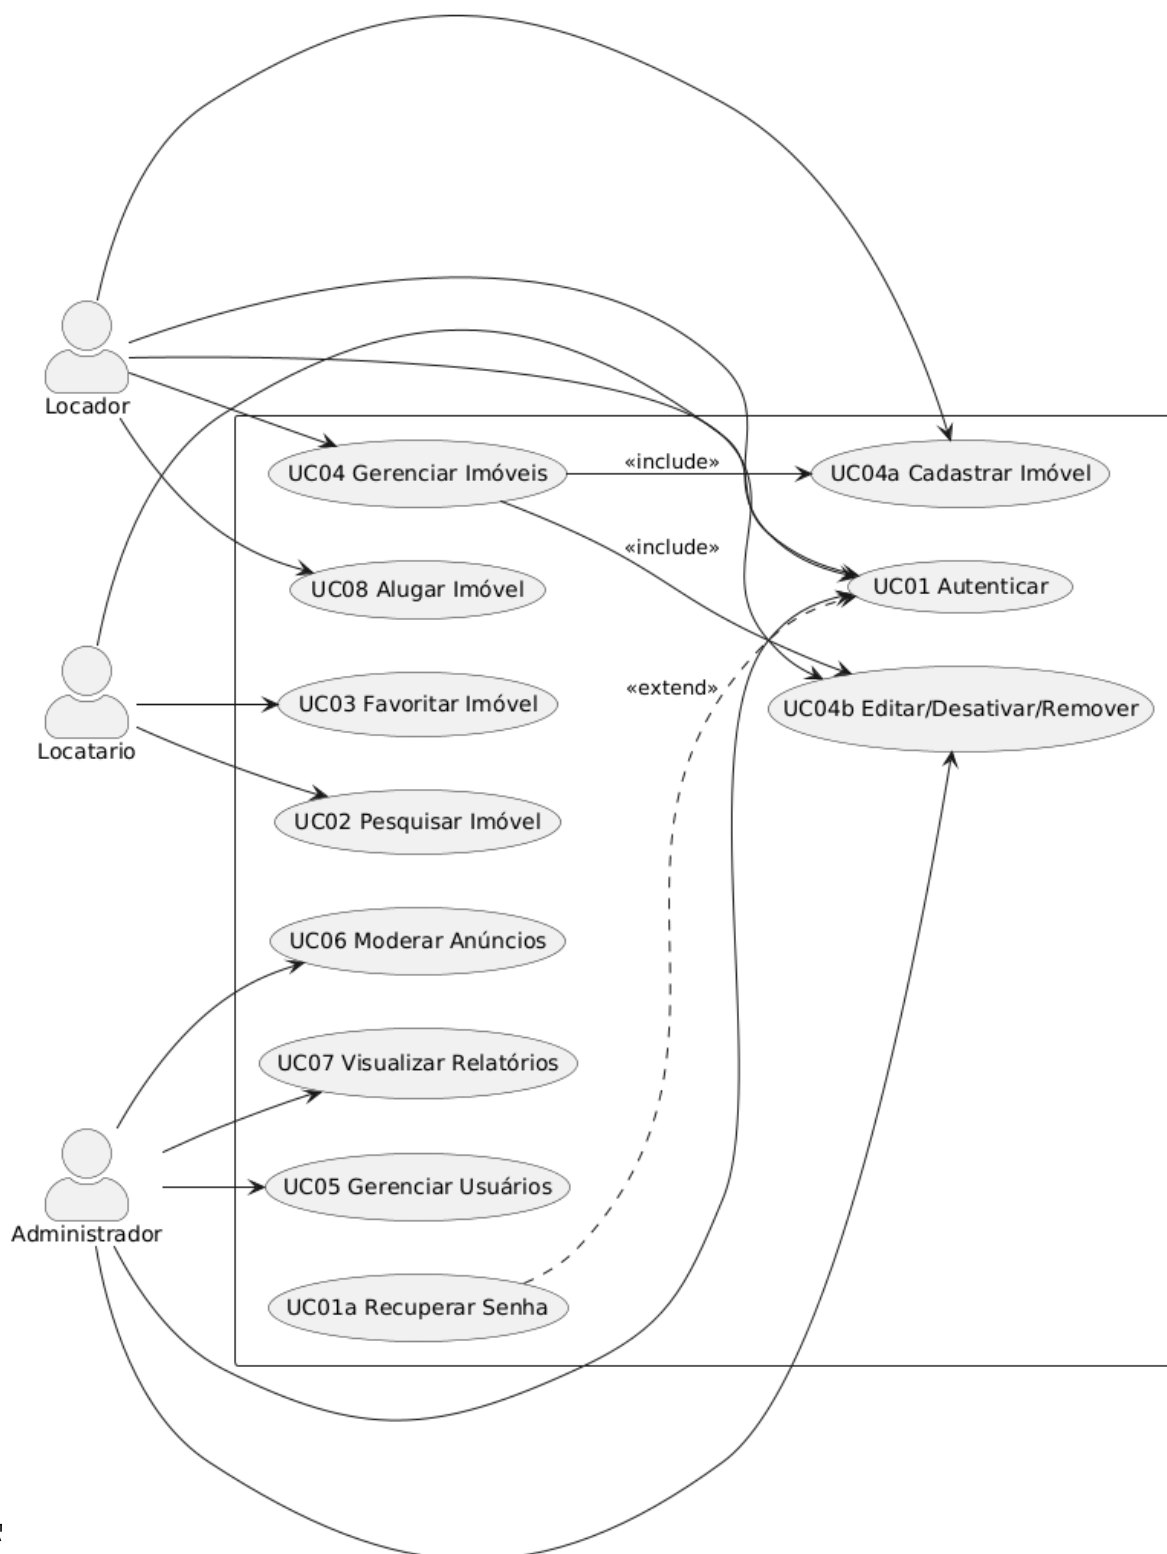 Locador
UC04 Gerenciar Imóveis
«include»
UC04a Cadastrar Imóvel
«include»
UC08 Alugar Imóvel
UC01 Autenticar
«extend»
UC03 Favoritar Imóvel
UC04b Editar/Desativar/Remover
Locatario
UC02 Pesquisar Imóvel
UC06 Moderar Anúncios
UC07 Visualizar Relatórios
UC05 Gerenciar Usuários
Administrador
UC01a Recuperar Senha